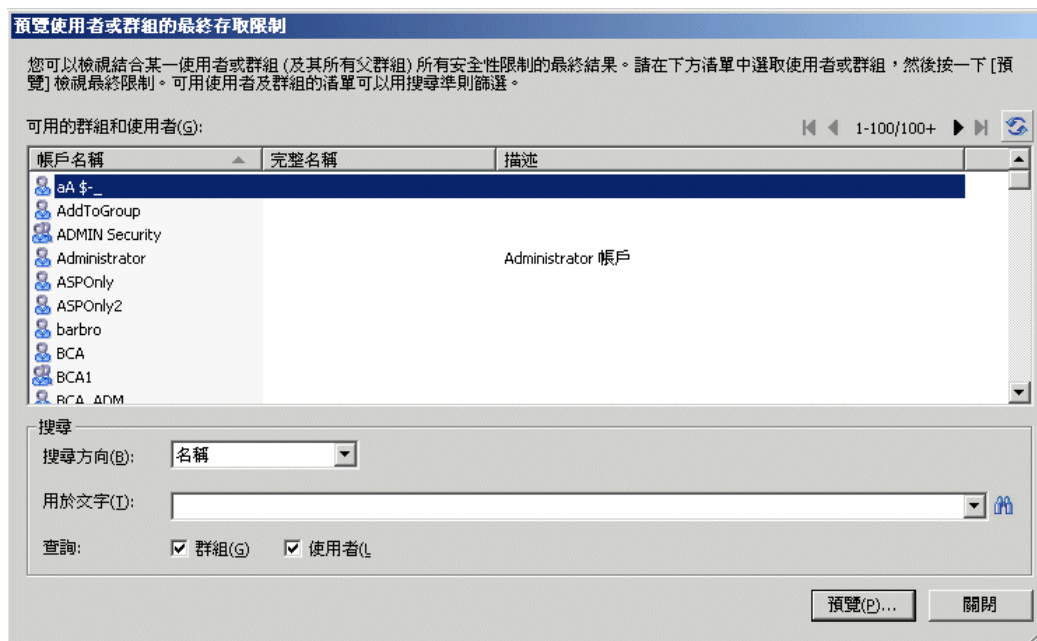 預覽使用者或群組的最終存取限制
您可以檢視結合某一使用者或群組 (及其所有父群組) 所有安全性限制的最終結果。請在下方清單中選取使用者或群組，然後按一下 [預
覽] 檢視最終限制。可用使用者及群組的清單可以用搜尋準則篩選。
可用的群組和使用者(G): 1-100/100+
帳戶名稱 完整名稱 描述
aA $-_
AddToGroup
ADMIN Security
Administrator Administrator 帳戶
ASPOnly
ASPOnly2
barbro
BCA
BCA1
BCA_ADM
搜尋
搜尋方向(B): 名稱
用於文字(T):
查詢: 群組(G) 使用者(L
預覽(P)... 關閉